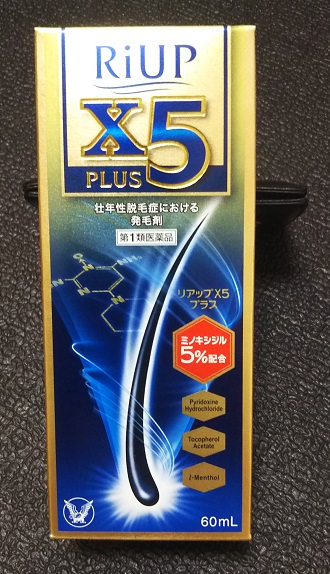 RiUP
X5
PLUS
壮年性脱毛症における
発毛剤
第1類医薬品
リアップX5
プラス
ミノキシジル
5%配合
Pyridoxine
Hydrochloride
Tocopherol
Acetate
l-Menthol
60mL